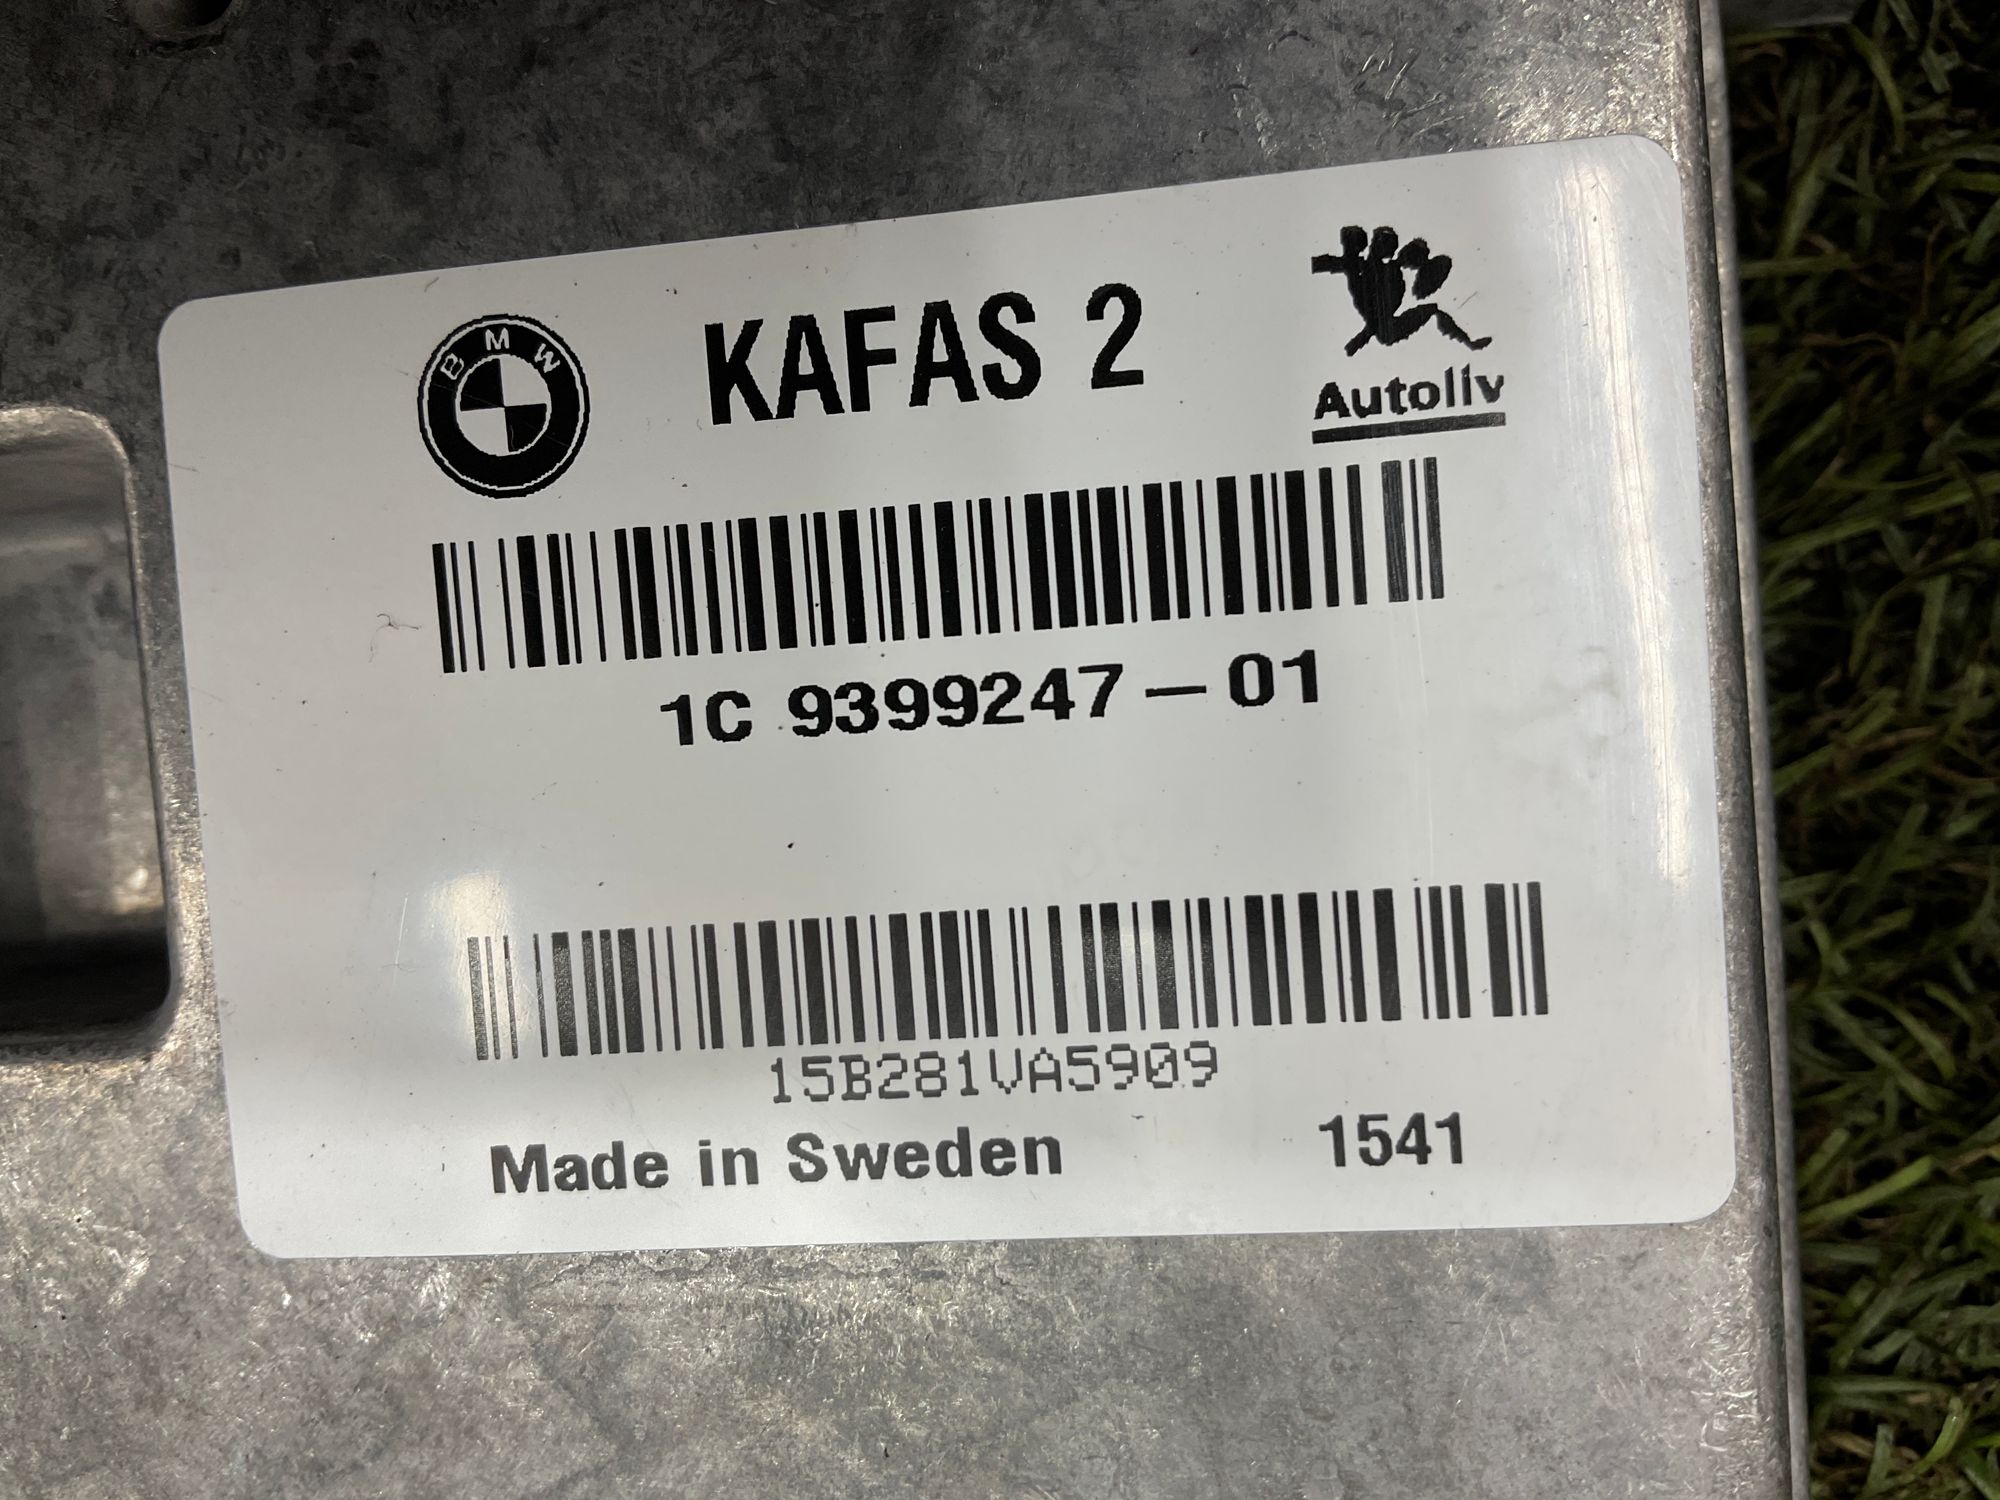 BMW
KAFAS 2
Autoliv
1C 9399247-01
15B281VA5909
Made in Sweden 1541